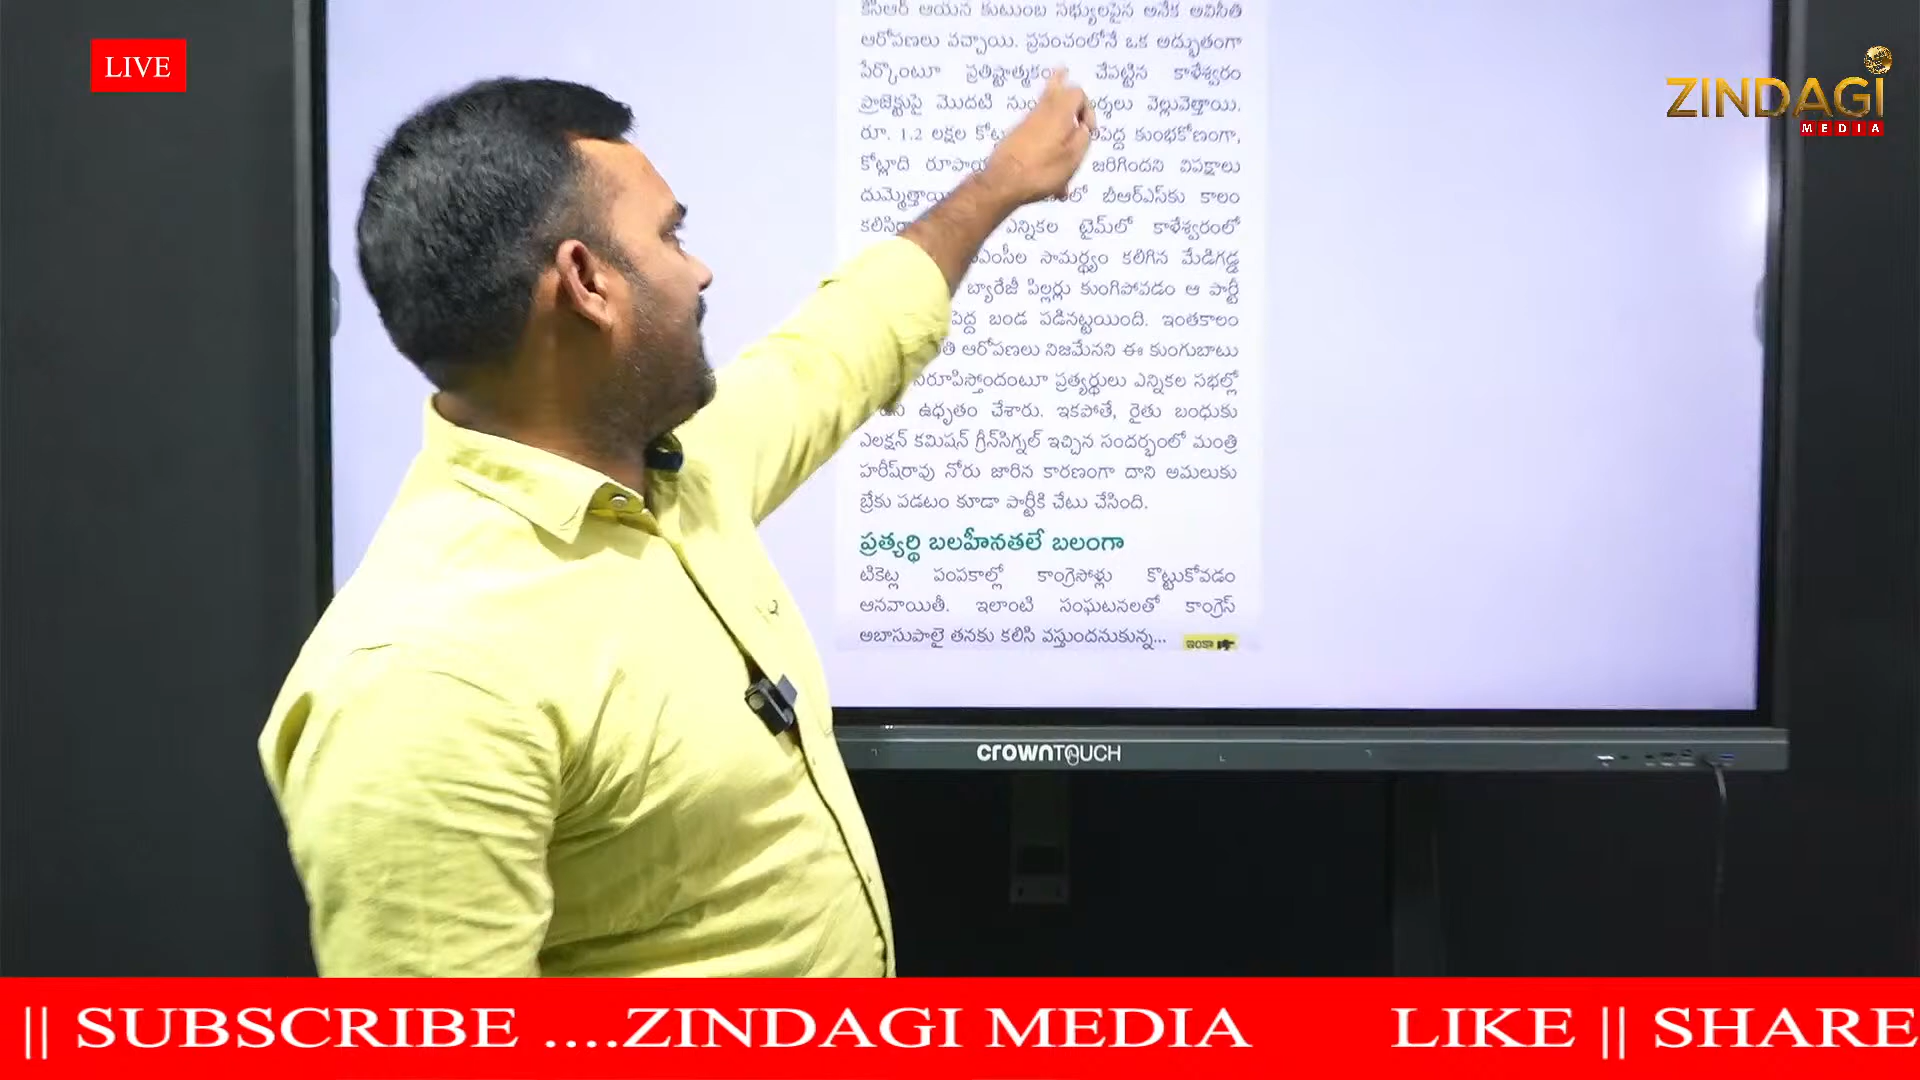 LIVE
ZINDAGI
MEDIA
కేసీఆర్ ఆయన కుటుంబ సభ్యులపైన అనేక అవినీతి
ఆరోపణలు వచ్చాయి. ప్రపంచంలోనే ఒక అద్భుతంగా
పేర్కొంటూ చేపట్టిన కాళేశ్వరం
ప్రాజెక్టుపై మొదటి వెల్లువెత్తాయి.
రూ. 1.2 లక్షల కుంభకోణంగా,
కోట్లాది జరిగిందని విపక్షాలు
బీఆర్ఎస్‌కు కాలం
ఎన్నికల టైమ్‌లో కాళేశ్వరంలో
సామర్థ్యం కలిగిన మేడిగడ్డ
బ్యారేజీ పిల్లర్లు కుంగిపోవడం ఆ పార్టీ
పెద్ద బండ పడినట్టయింది. ఇంతకాలం
ఆరోపణలు నిజమేనని ఈ కుంగుబాటు
నిరూపిస్తోందంటూ ప్రత్యర్థులు ఎన్నికల సభల్లో
ఉధృతం చేశారు. ఇకపోతే, రైతు బంధుకు
ఎలక్షన్ కమిషన్ గ్రీన్‌సిగ్నల్ ఇచ్చిన సందర్భంలో మంత్రి
హరీష్‌రావు నోరు జారిన కారణంగా దాని అమలుకు
బ్రేకు పడటం కూడా పార్టీకి చేటు చేసింది.
ప్రత్యర్థి బలహీనతలే బలంగా
టికెట్ల పంపకాల్లో కాంగ్రెసోళ్లు కొట్టుకోవడం
ఆనవాయితీ. ఇలాంటి సంఘటనలతో కాంగ్రెస్
అబాసుపాలై తనకు కలిసి వస్తుందనుకున్న...
ఇంకా
crownTOUCH
|| SUBSCRIBE ....ZINDAGI MEDIA LIKE || SHARE